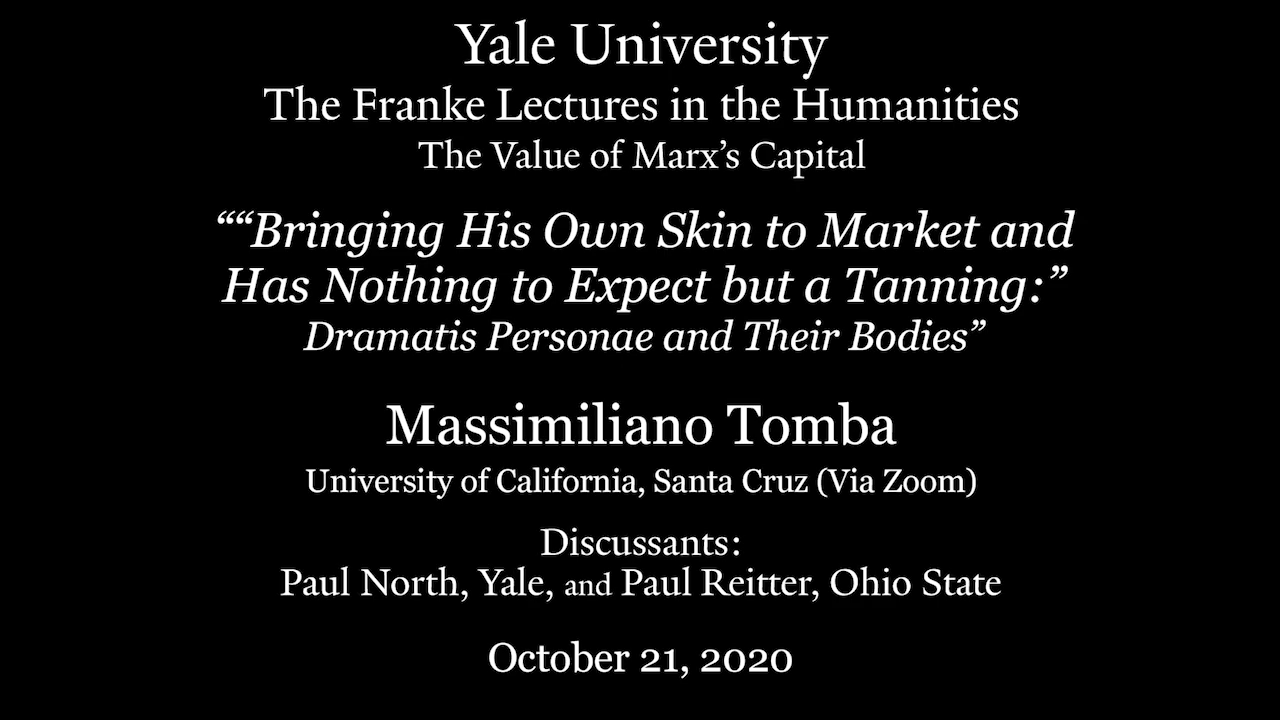 Yale University
The Franke Lectures in the Humanities
The Value of Marx’s Capital
““Bringing His Own Skin to Market and
Has Nothing to Expect but a Tanning:”
Dramatis Personae and Their Bodies”
Massimiliano Tomba
University of California, Santa Cruz (Via Zoom)
Discussants:
Paul North, Yale, and Paul Reitter, Ohio State
October 21, 2020